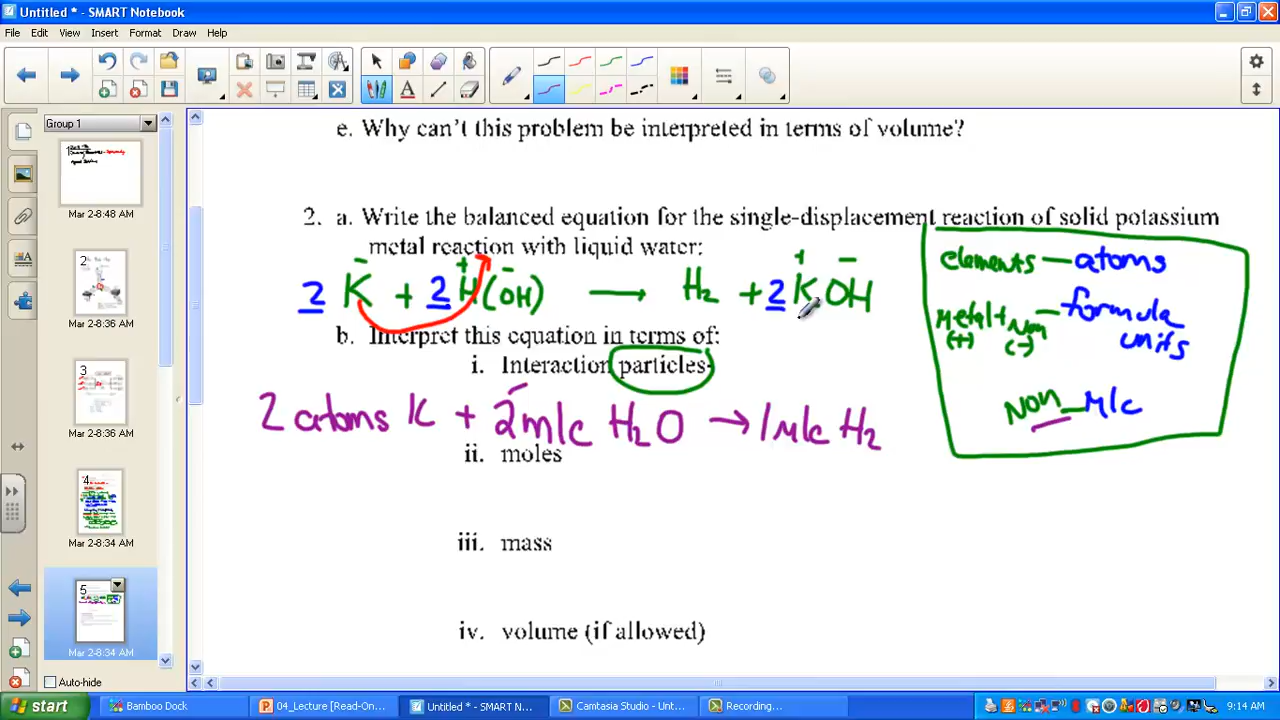 Untitled * - SMART Notebook
File Edit View Insert Format Draw Help
Group 1
Mar 2-8:48 AM
2
Mar 2-8:36 AM
3
Mar 2-8:36 AM
4
Mar 2-8:34 AM
5
Mar 2-8:34 AM
Auto-hide
e. Why can't this problem be interpreted in terms of volume?
2. a. Write the balanced equation for the single-displacement reaction of solid potassium
metal reaction with liquid water:
2 K⁻ + 2 H⁺(OH⁻) → H₂ + 2 K⁺OH⁻
b. Interpret this equation in terms of:
i. Interaction particles-
2 atoms K + 2 mlc H₂O → 1 mlc H₂
ii. moles
iii. mass
iv. volume (if allowed)
elements — atoms
Metal + Non — formula
(+) (-) units
Non — Mlc
start Bamboo Dock 04_Lecture [Read-On... Untitled * - SMART N... Camtasia Studio - Unt... Recording... 9:14 AM